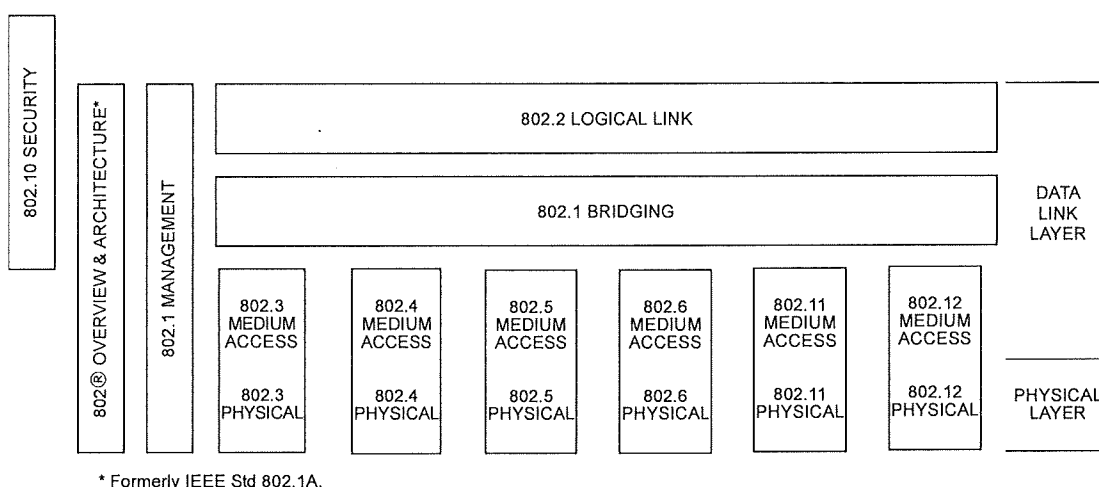 802.10 SECURITY
802® OVERVIEW & ARCHITECTURE*
802.1 MANAGEMENT
802.2 LOGICAL LINK
802.1 BRIDGING
802.3
MEDIUM
ACCESS
802.3
PHYSICAL
802.4
MEDIUM
ACCESS
802.4
PHYSICAL
802.5
MEDIUM
ACCESS
802.5
PHYSICAL
802.6
MEDIUM
ACCESS
802.6
PHYSICAL
802.11
MEDIUM
ACCESS
802.11
PHYSICAL
802.12
MEDIUM
ACCESS
802.12
PHYSICAL
DATA
LINK
LAYER
PHYSICAL
LAYER
* Formerly IEEE Std 802.1A.